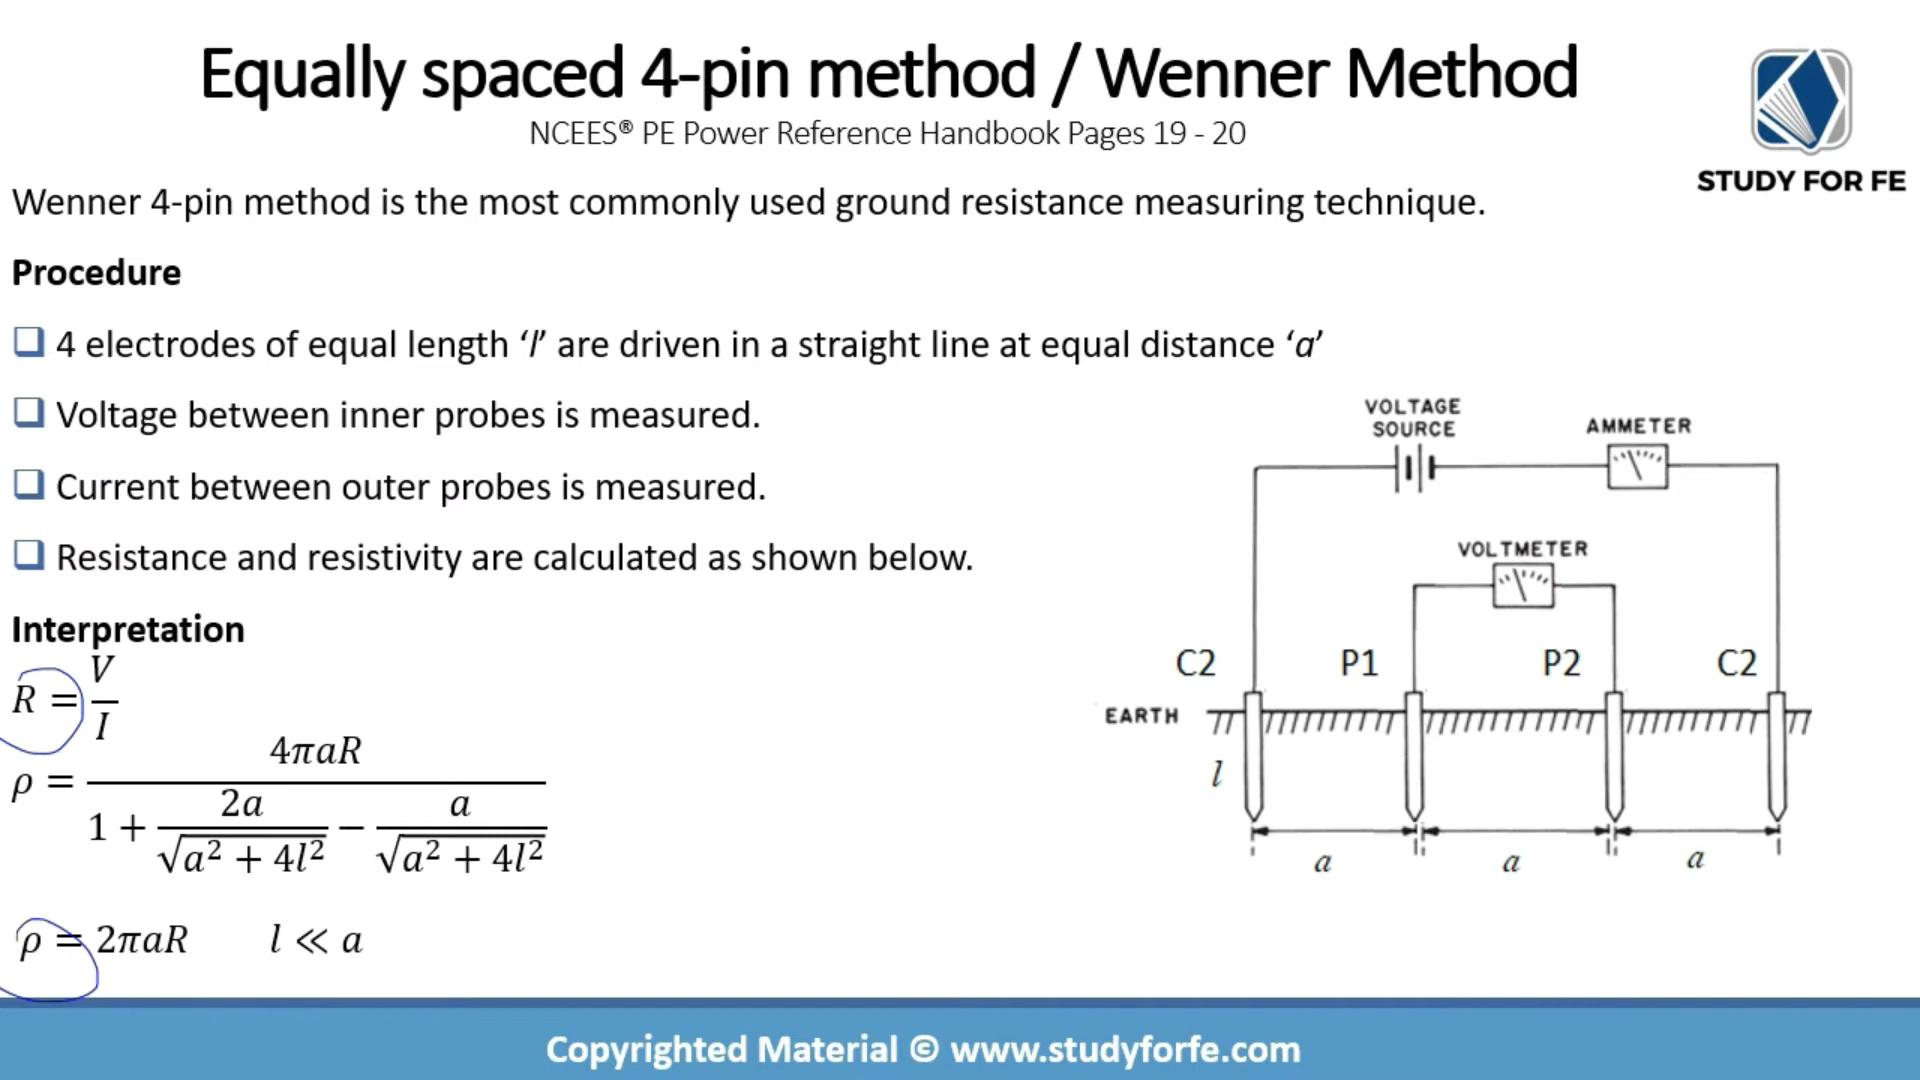 Equally spaced 4-pin method / Wenner Method
NCEES® PE Power Reference Handbook Pages 19 - 20
STUDY FOR FE
Wenner 4-pin method is the most commonly used ground resistance measuring technique.
Procedure
4 electrodes of equal length ‘l’ are driven in a straight line at equal distance ‘a’
Voltage between inner probes is measured.
Current between outer probes is measured.
Resistance and resistivity are calculated as shown below.
Interpretation
R = V/I
ρ = 4πaR / (1 + 2a/√(a² + 4l²) − a/√(a² + 4l²))
ρ = 2πaR l ≪ a
VOLTAGE
SOURCE
AMMETER
VOLTMETER
C2 P1 P2 C2
EARTH
l
a a a
Copyrighted Material © www.studyforfe.com